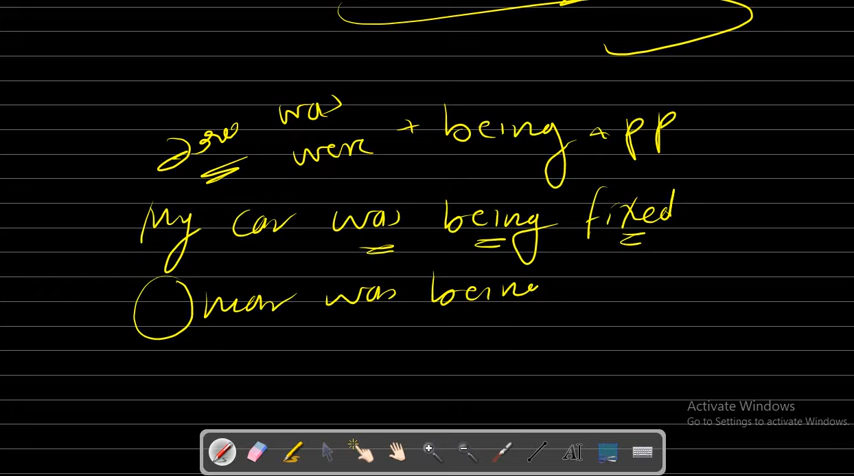 was
were + being + pp
My car was being fixed
Omar was being
Activate Windows
Go to Settings to activate Windows.